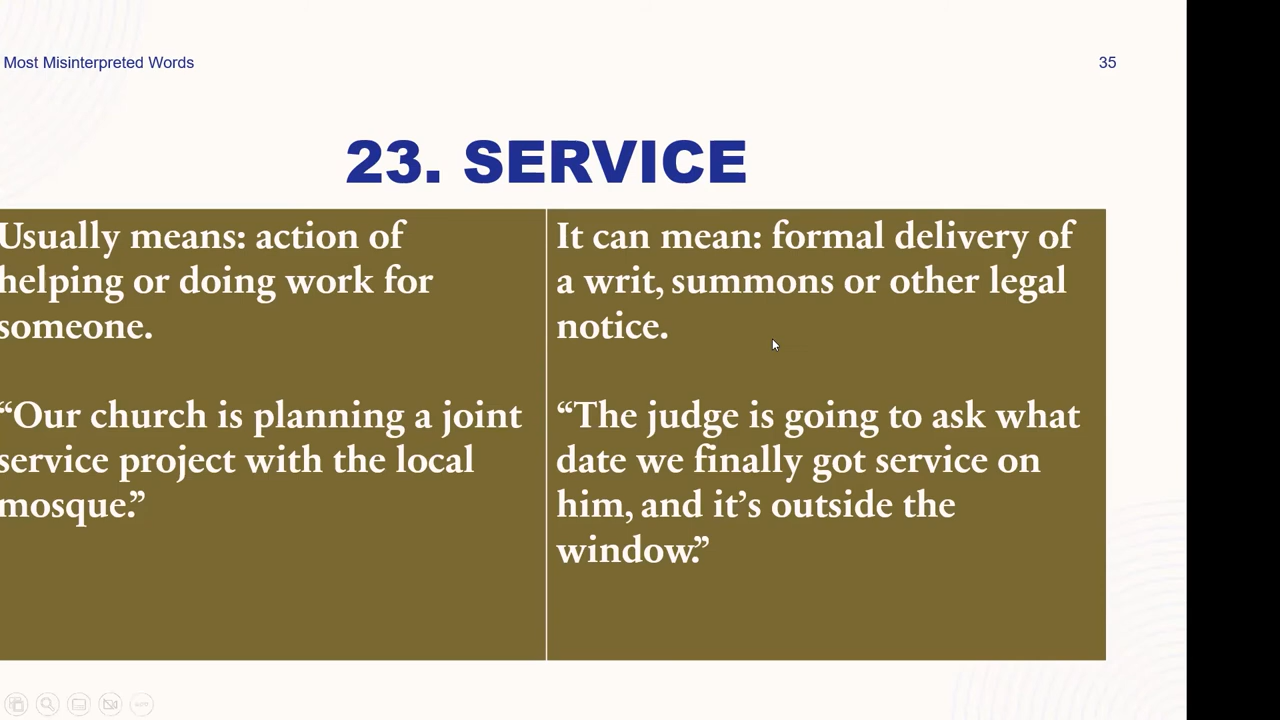 Most Misinterpreted Words
35
23. SERVICE
Usually means: action of
helping or doing work for
someone.
“Our church is planning a joint
service project with the local
mosque.”
It can mean: formal delivery of
a writ, summons or other legal
notice.
“The judge is going to ask what
date we finally got service on
him, and it’s outside the
window.”